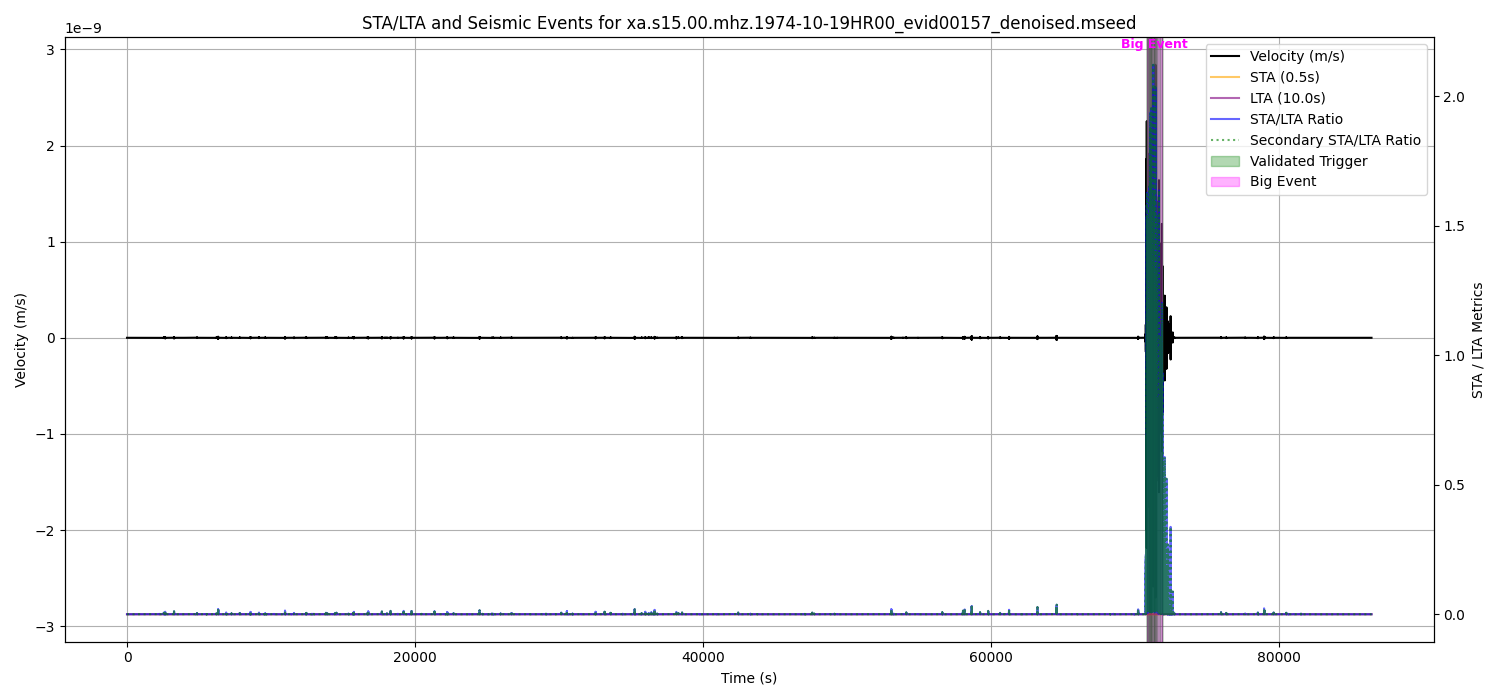 STA/LTA and Seismic Events for xa.s15.00.mhz.1974-10-19HR00_evid00157_denoised.mseed
1e−9
Big Event
Velocity (m/s)
STA (0.5s)
LTA (10.0s)
STA/LTA Ratio
Secondary STA/LTA Ratio
Validated Trigger
Big Event
3
2
1
0
−1
−2
−3
Velocity (m/s)
2.0
1.5
1.0
0.5
0.0
STA / LTA Metrics
0 20000 40000 60000 80000
Time (s)